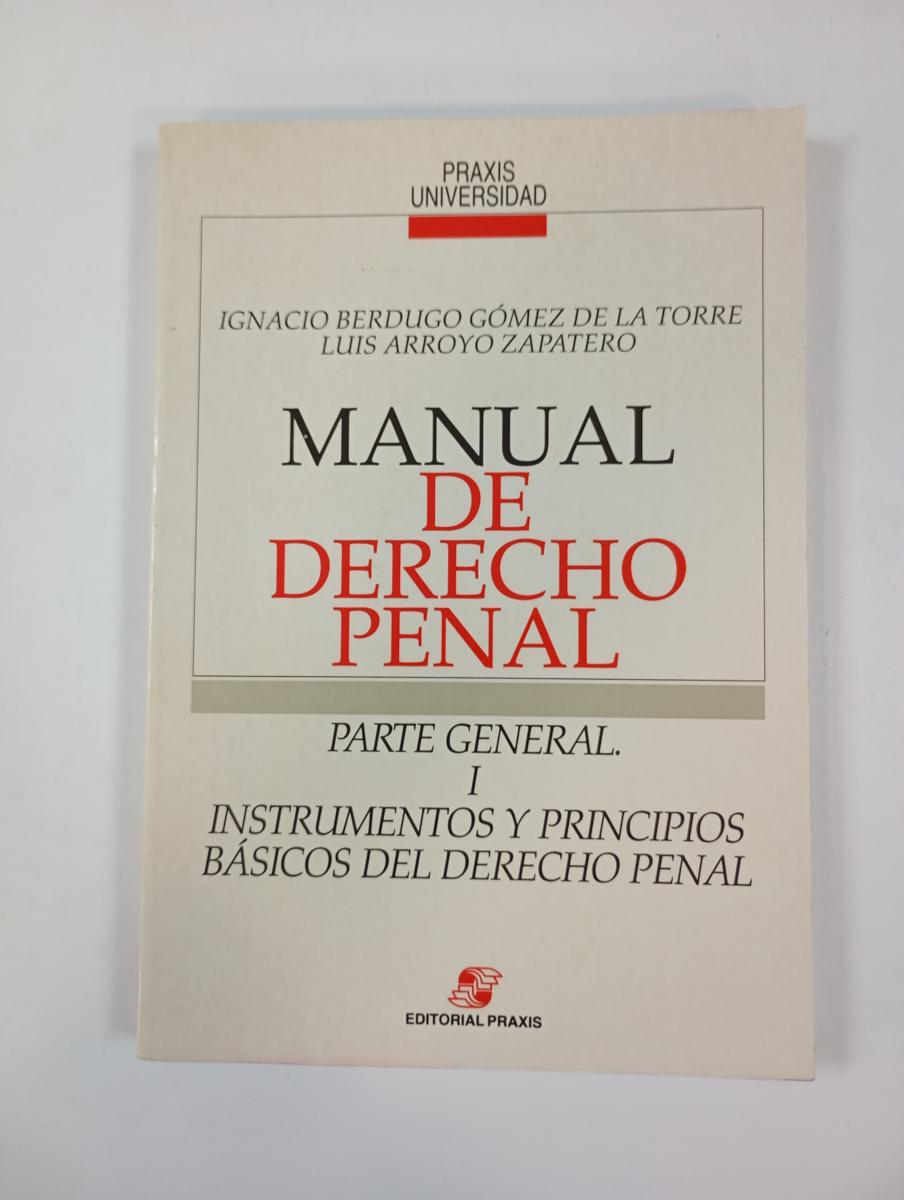 PRAXIS
UNIVERSIDAD
IGNACIO BERDUGO GÓMEZ DE LA TORRE
LUIS ARROYO ZAPATERO
MANUAL
DE
DERECHO
PENAL
PARTE GENERAL.
I
INSTRUMENTOS Y PRINCIPIOS
BÁSICOS DEL DERECHO PENAL
EDITORIAL PRAXIS